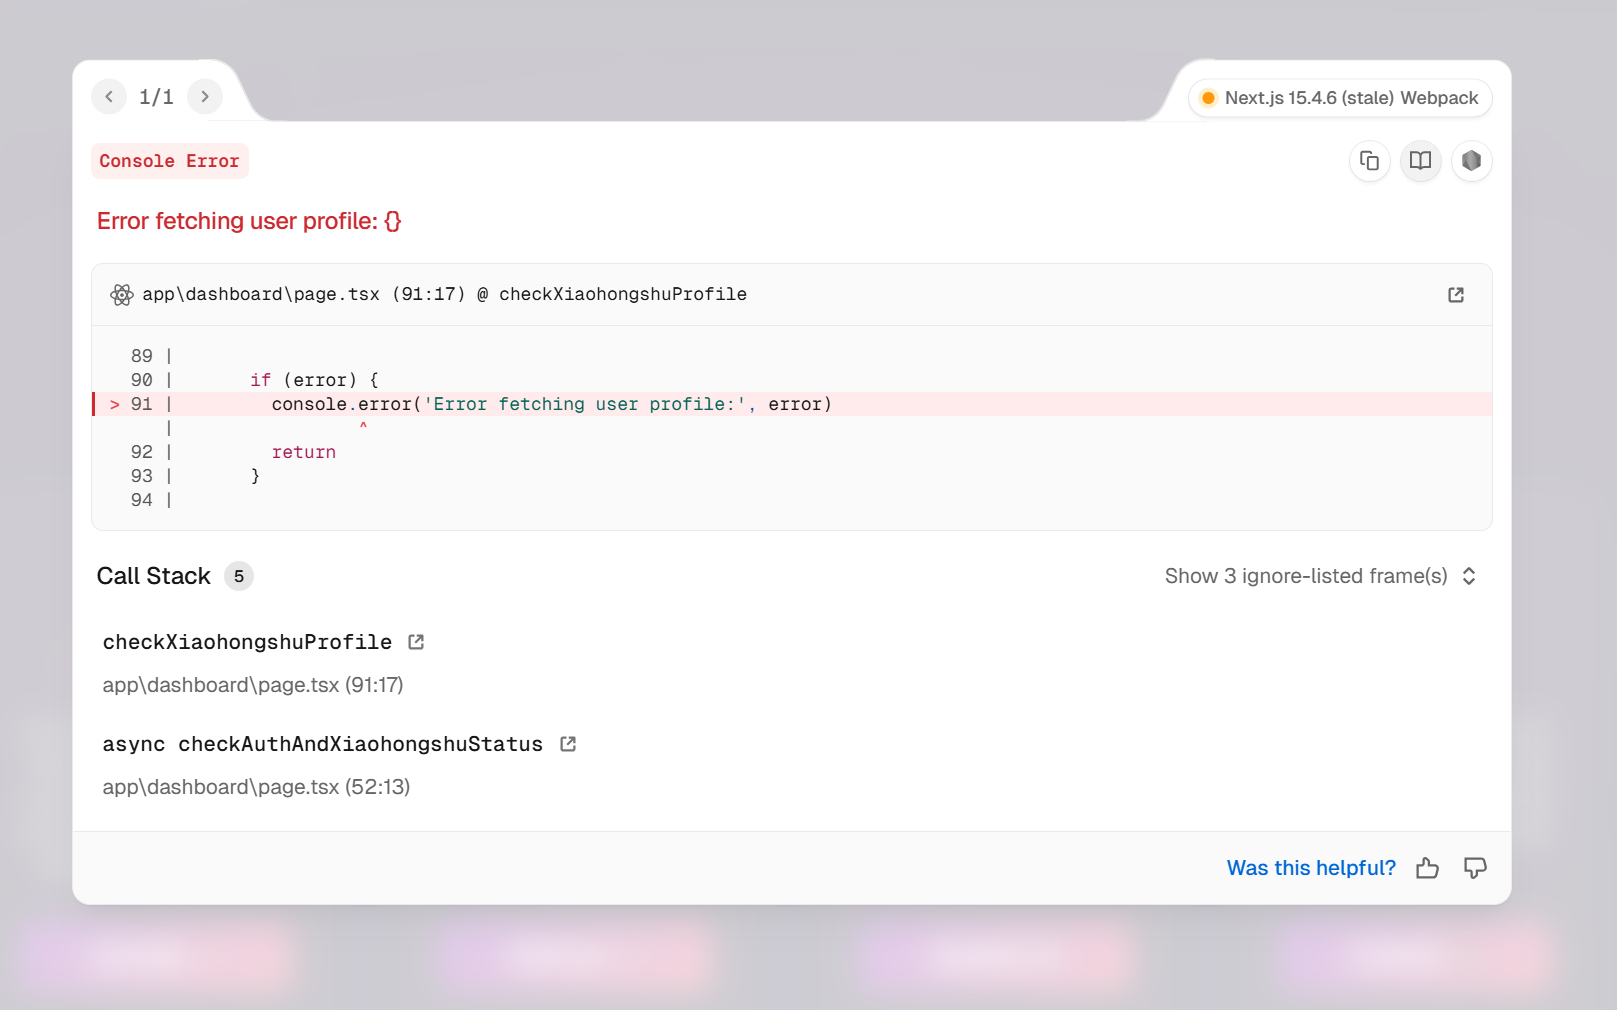 1/1
Next.js 15.4.6 (stale) Webpack
Console Error
Error fetching user profile: {}
app\dashboard\page.tsx (91:17) @ checkXiaohongshuProfile
89 |
90 | if (error) {
> 91 | console.error('Error fetching user profile:', error)
| ^
92 | return
93 | }
94 |
Call Stack 5
Show 3 ignore-listed frame(s)
checkXiaohongshuProfile
app\dashboard\page.tsx (91:17)
async checkAuthAndXiaohongshuStatus
app\dashboard\page.tsx (52:13)
Was this helpful?